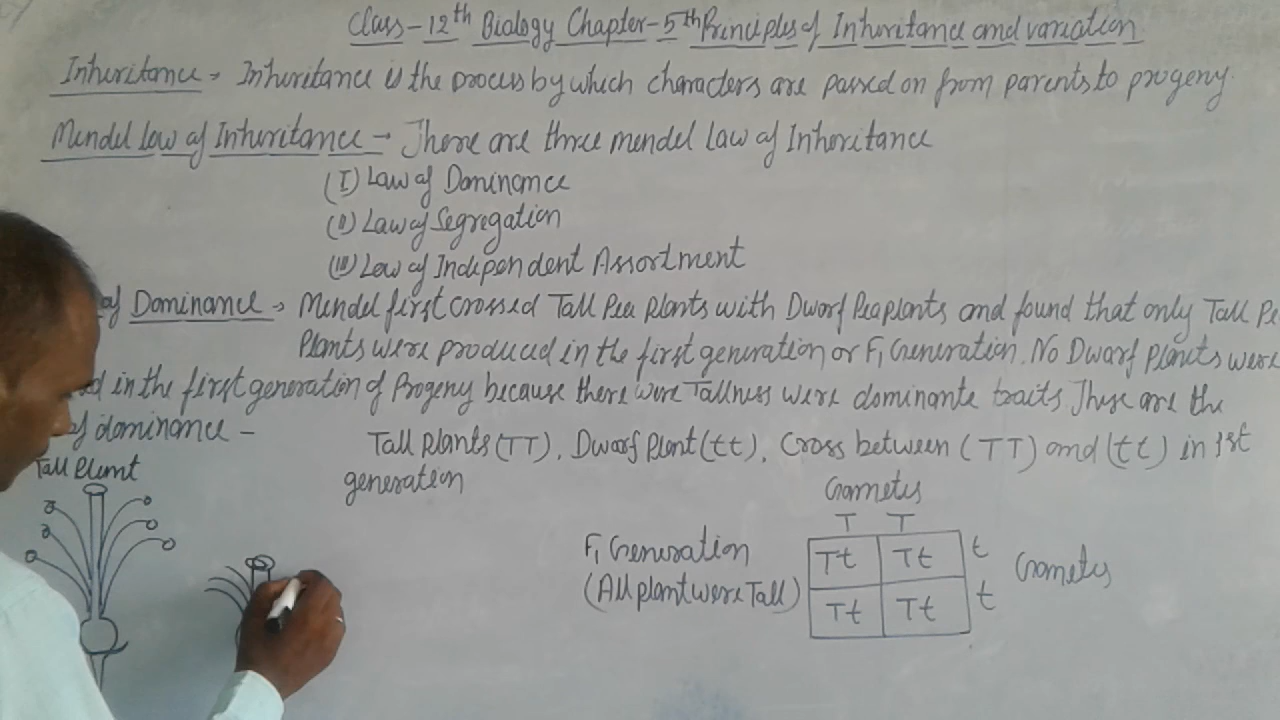 Class-12th Biology Chapter-5th Principles of Inheritance and variation
Inheritance → Inheritance is the process by which characters are passed on from parents to progeny.
Mendel law of Inheritance - There are three mendel law of Inheritance
(I) Law of Dominance
(II) Law of Segregation
(III) Law of Independent Assortment
of Dominance → Mendel first crossed Tall Pea Plants with Dwarf Pea plants and found that only Tall Pe
Plants were produced in the first generation or F1 Generation. No Dwarf Plants were
d in the first generation of Progeny because there were Tallness were dominante traits. These are the
of dominance -
Tall plants (TT), Dwarf Plant (tt), Cross between (TT) and (tt) in 1st
generation
Tall Plant
Gametes
T T
F1 Generation
(All plant were Tall)
Tt Tt t
Tt Tt t
Gametes